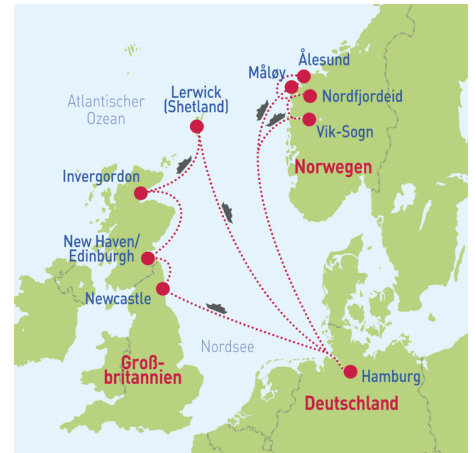 Ålesund
Måløy
Nordfjordeid
Lerwick
(Shetland)
Atlantischer
Ozean
Vik-Sogn
Norwegen
Invergordon
New Haven/
Edinburgh
Newcastle
Nordsee
Groß-
britannien
Hamburg
Deutschland